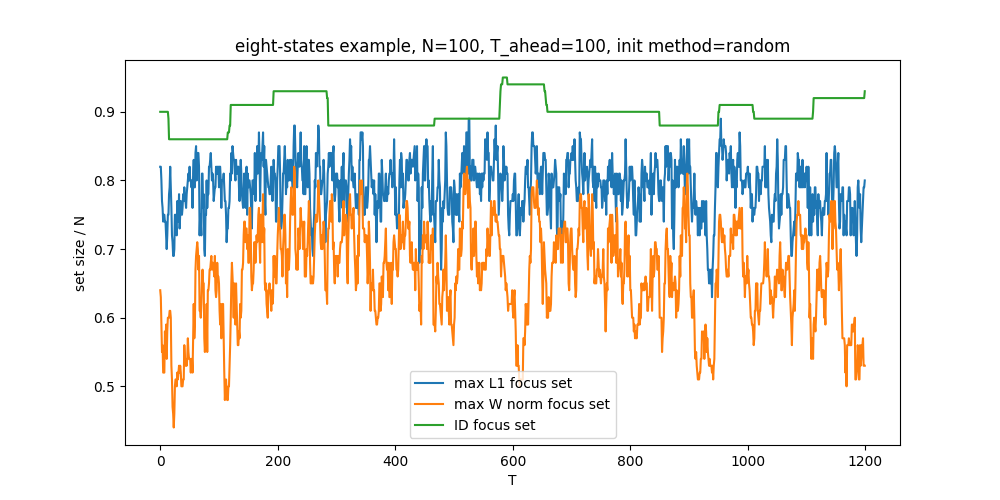 eight-states example, N=100, T_ahead=100, init method=random
set size / N
0.9
0.8
0.7
0.6
0.5
max L1 focus set
max W norm focus set
ID focus set
0 200 400 600 800 1000 1200
T